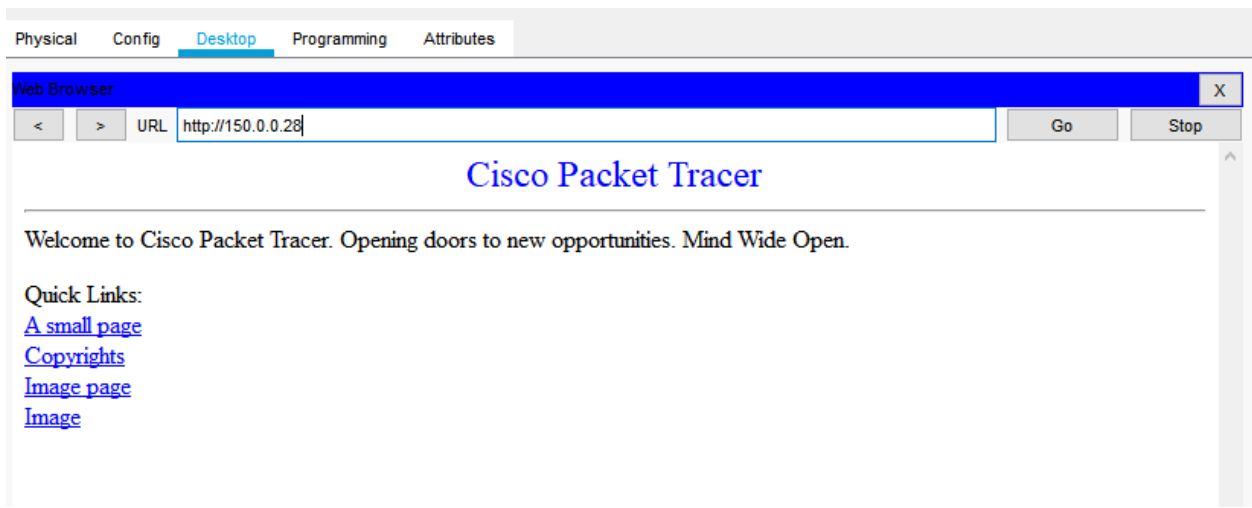 Physical Config Desktop Programming Attributes
Web Browser X
< > URL http://150.0.0.28 Go Stop
Cisco Packet Tracer
Welcome to Cisco Packet Tracer. Opening doors to new opportunities. Mind Wide Open.
Quick Links:
A small page
Copyrights
Image page
Image